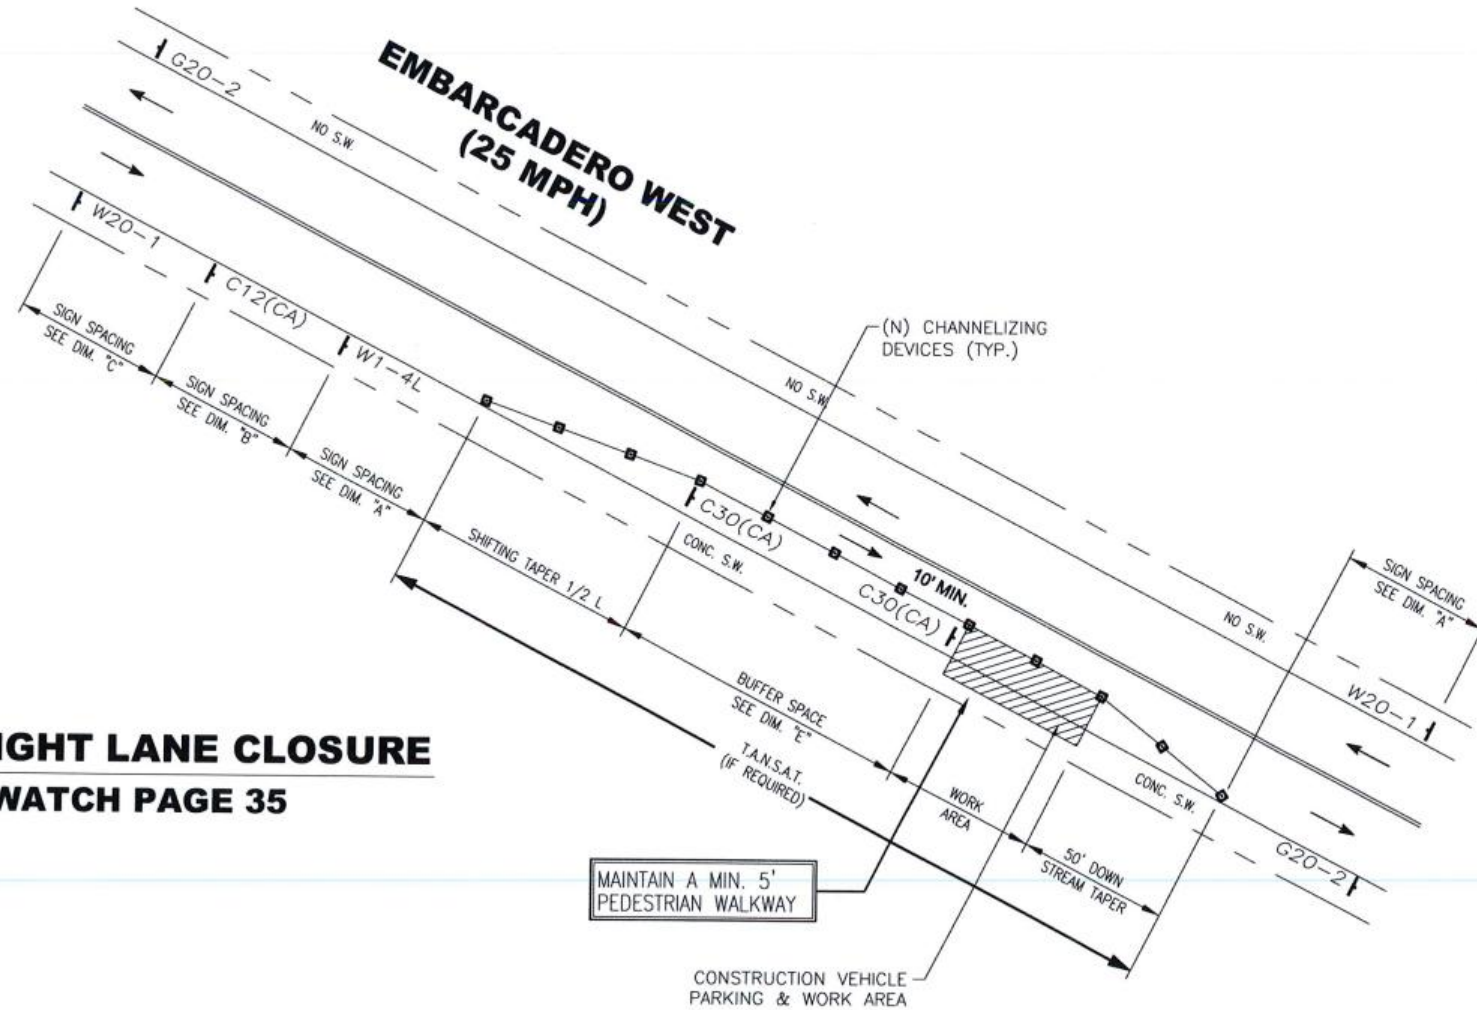 EMBARCADERO WEST
(25 MPH)
G20-2
NO S.W.
W20-1
C12(CA)
W1-4L
SIGN SPACING
SEE DIM. "C"
SIGN SPACING
SEE DIM. "B"
SIGN SPACING
SEE DIM. "A"
(N) CHANNELIZING
DEVICES (TYP.)
NO S.W.
C30(CA)
CONC. S.W.
SHIFTING TAPER 1/2 L
10' MIN.
C30(CA)
SIGN SPACING
SEE DIM. "A"
NO S.W.
W20-1
BUFFER SPACE
SEE DIM. "E"
T.A.N.S.A.T.
(IF REQUIRED)
WORK
AREA
CONC. S.W.
50' DOWN
STREAM TAPER
G20-2
IGHT LANE CLOSURE
WATCH PAGE 35
MAINTAIN A MIN. 5'
PEDESTRIAN WALKWAY
CONSTRUCTION VEHICLE
PARKING & WORK AREA